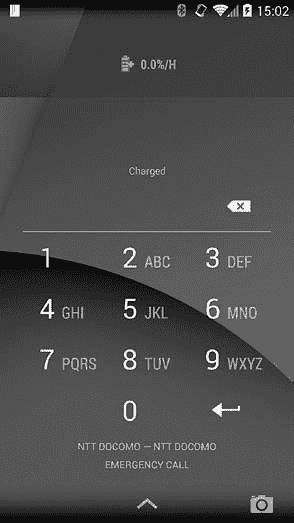 15:02
0.0%/H
Charged
1 2 ABC 3 DEF
4 GHI 5 JKL 6 MNO
7 PQRS 8 TUV 9 WXYZ
0
NTT DOCOMO — NTT DOCOMO
EMERGENCY CALL